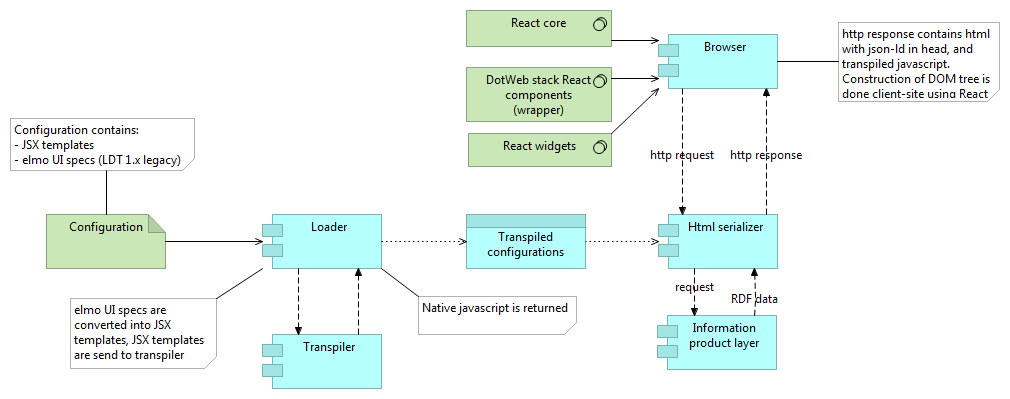 React core
Browser
http response contains html
with json-ld in head, and
transpiled javascript.
Construction of DOM tree is
done client-site using React
DotWeb stack React
components
(wrapper)
React widgets
Configuration contains:
- JSX templates
- elmo UI specs (LDT 1.x legacy)
http request
http response
Configuration
Loader
Transpiled
configurations
Html serializer
request
RDF data
elmo UI specs are
converted into JSX
templates, JSX templates
are send to transpiler
Native javascript is returned
Transpiler
Information
product layer